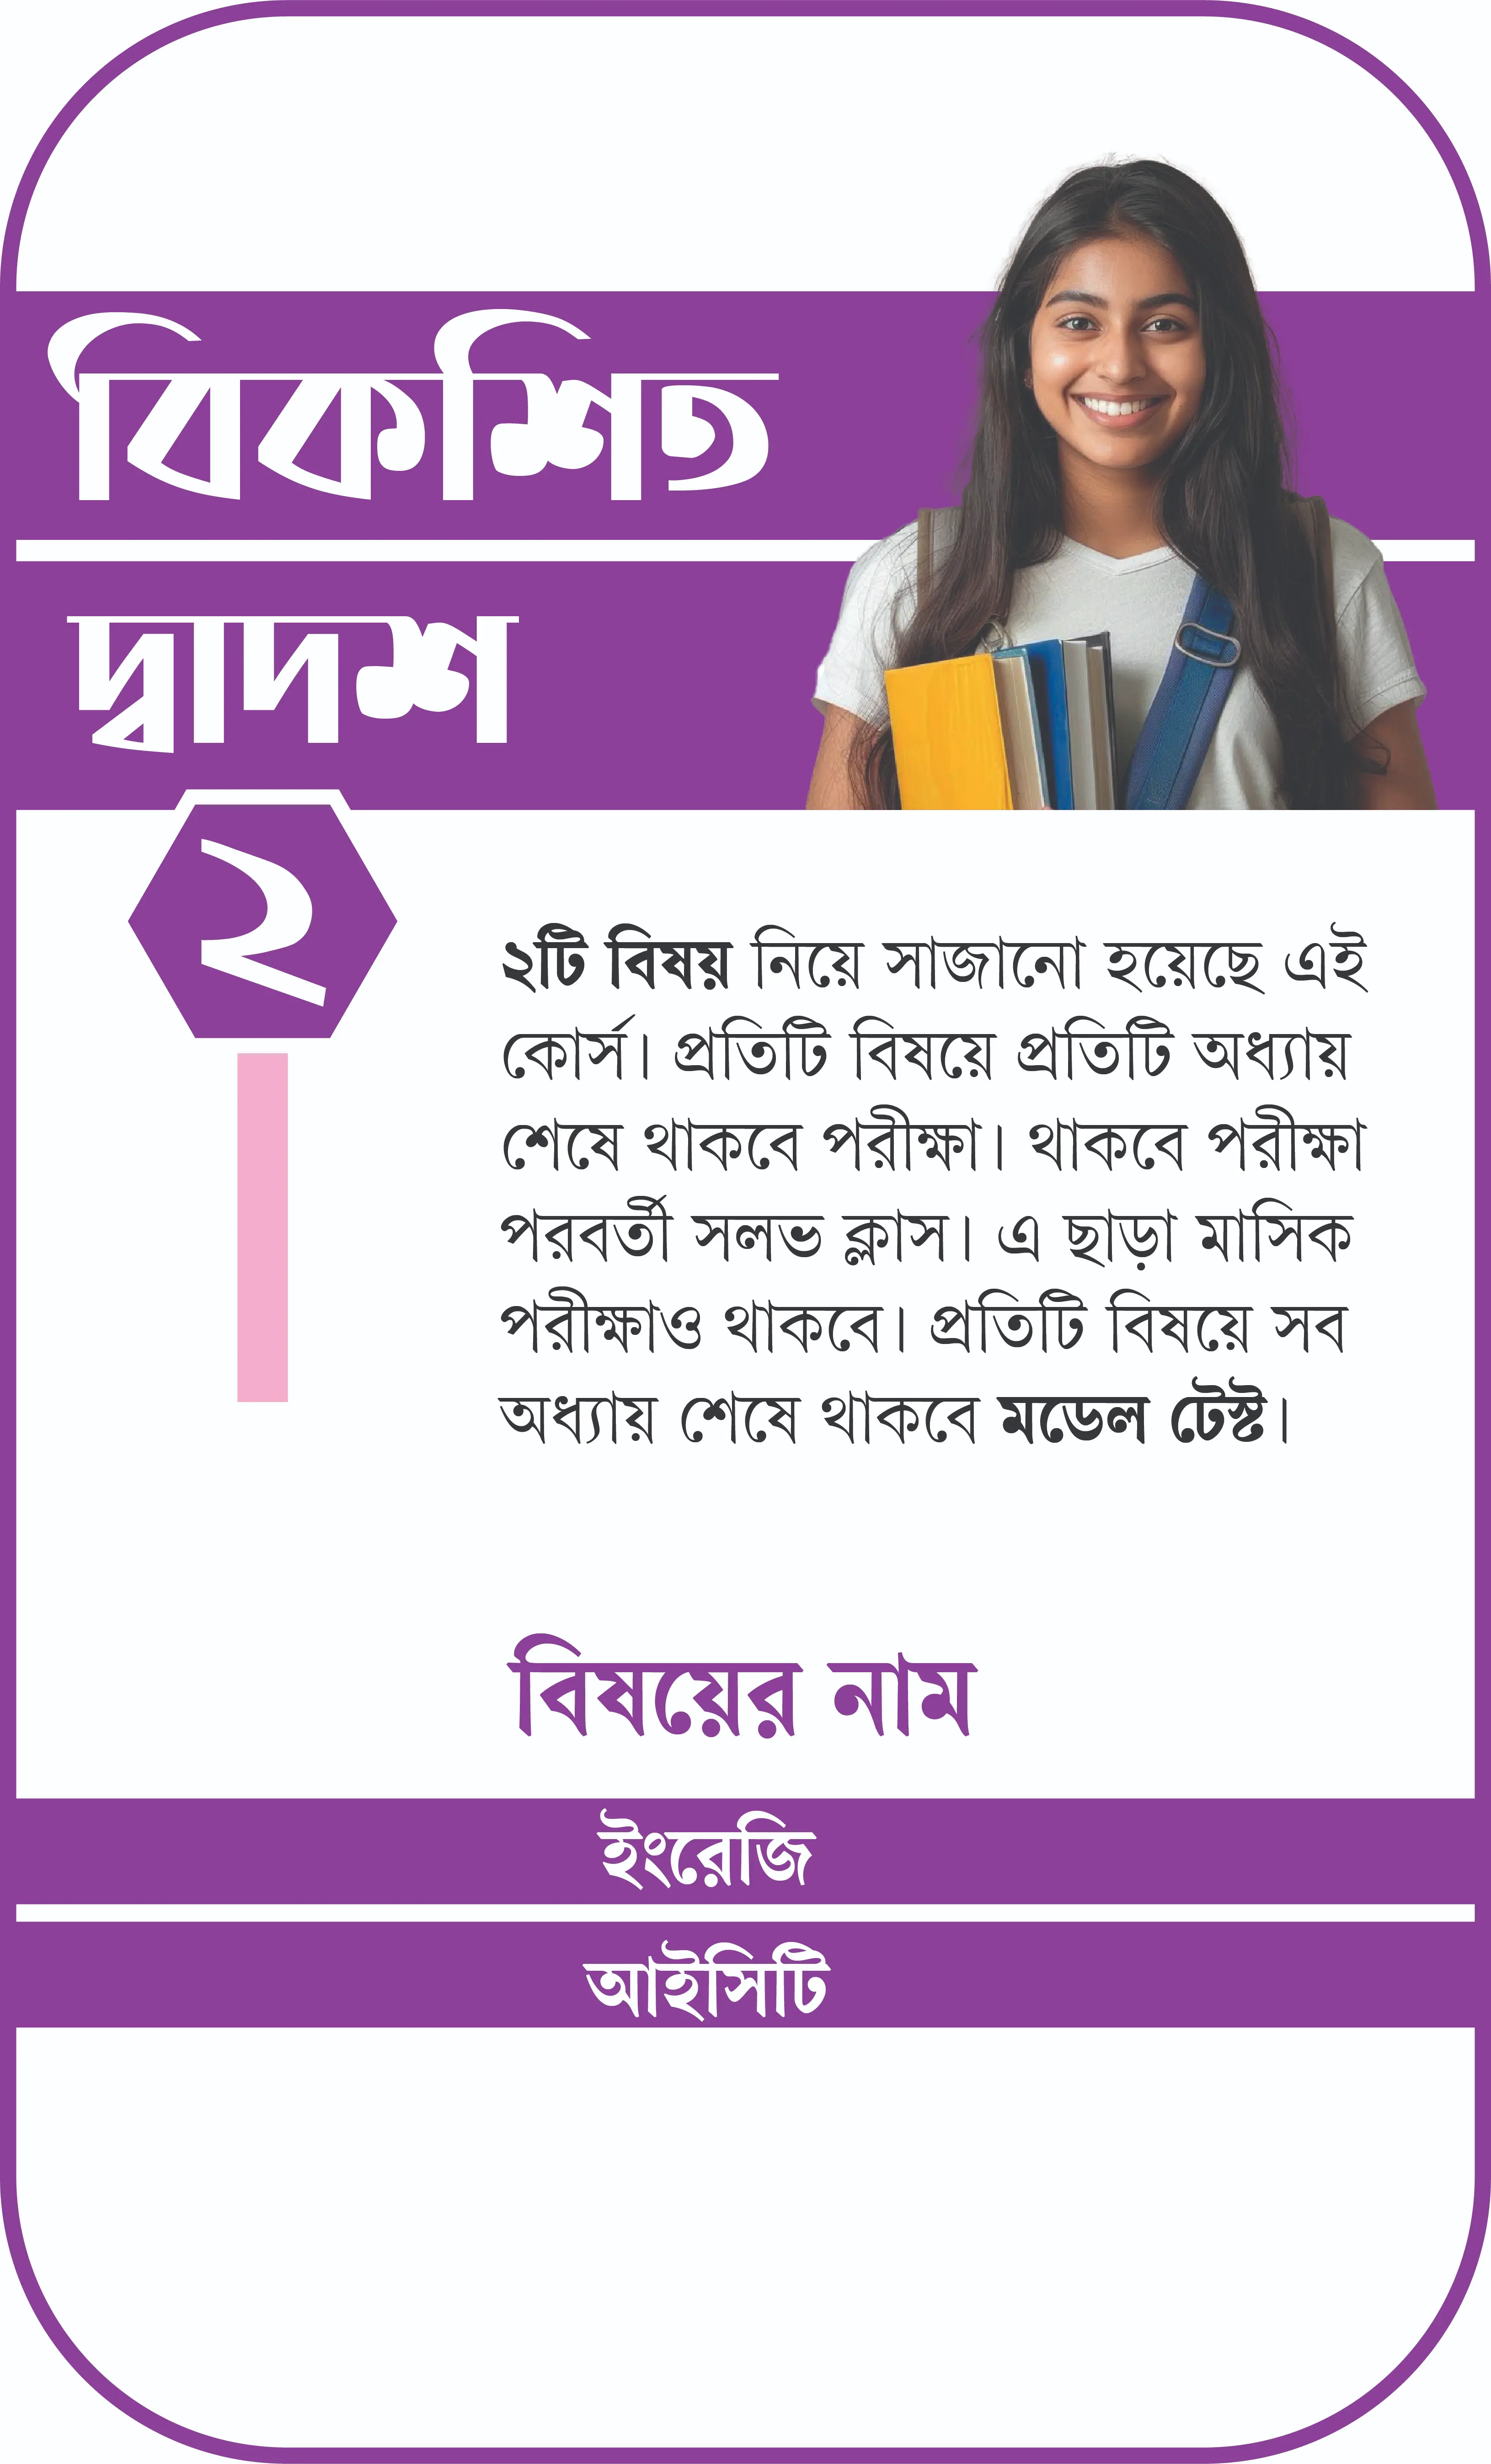 বিকশিত
দ্বাদশ
২
২টি বিষয় নিয়ে সাজানো হয়েছে এই
কোর্স। প্রতিটি বিষয়ে প্রতিটি অধ্যায়
শেষে থাকবে পরীক্ষা। থাকবে পরীক্ষা
পরবর্তী সলভ ক্লাস। এ ছাড়া মাসিক
পরীক্ষাও থাকবে। প্রতিটি বিষয়ে সব
অধ্যায় শেষে থাকবে মডেল টেস্ট।
বিষয়ের নাম
ইংরেজি
আইসিটি